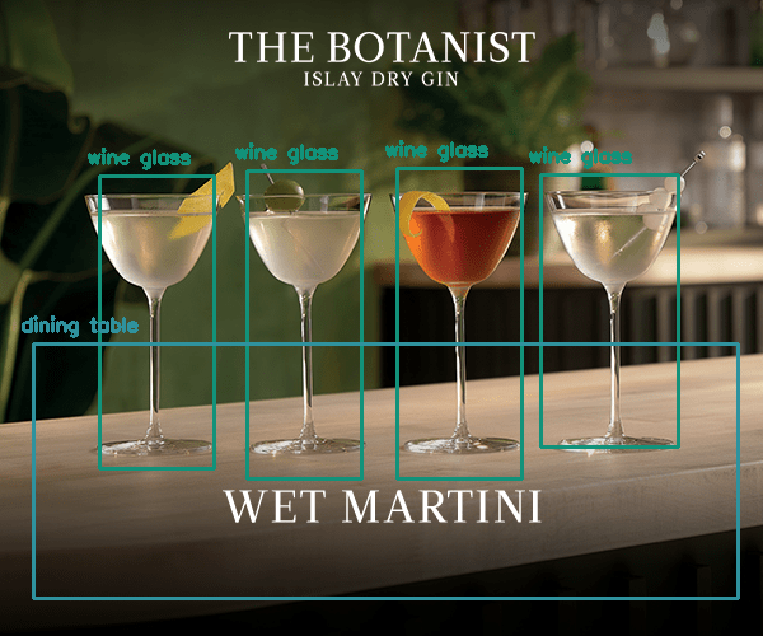 THE BOTANIST
ISLAY DRY GIN
wine glass
wine glass
wine glass
wine glass
dining table
WET MARTINI